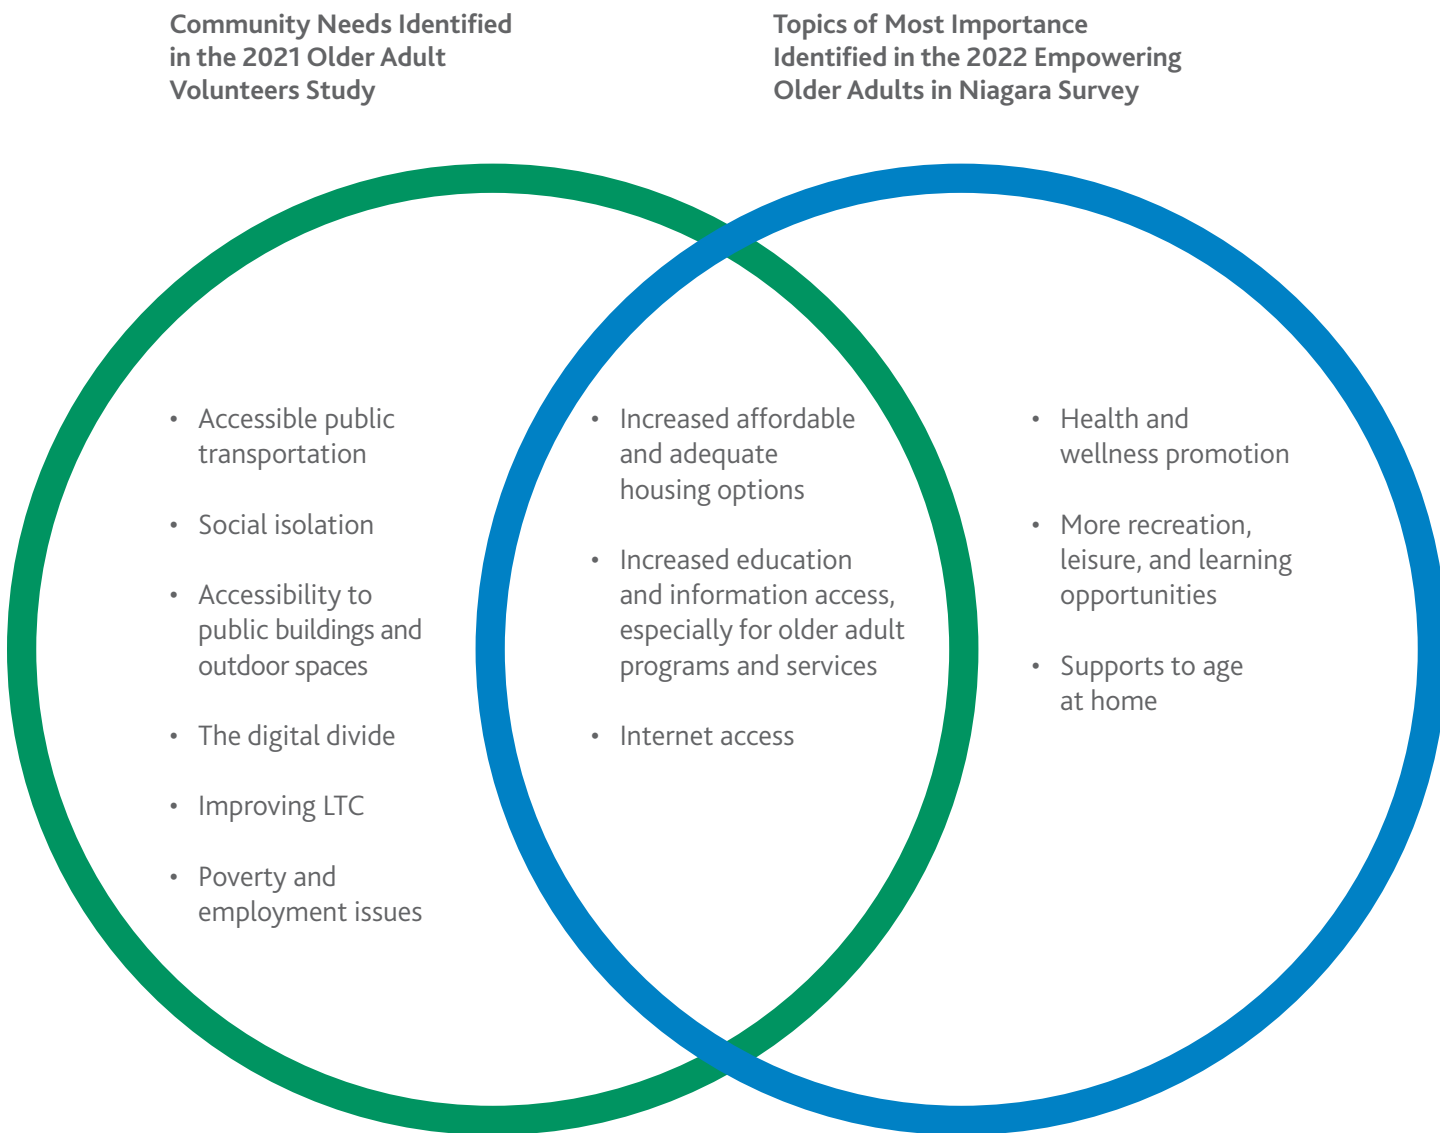 Community Needs Identified
in the 2021 Older Adult
Volunteers Study
Topics of Most Importance
Identified in the 2022 Empowering
Older Adults in Niagara Survey
• Accessible public
transportation
• Social isolation
• Accessibility to
public buildings and
outdoor spaces
• The digital divide
• Improving LTC
• Poverty and
employment issues
• Increased affordable
and adequate
housing options
• Increased education
and information access,
especially for older adult
programs and services
• Internet access
• Health and
wellness promotion
• More recreation,
leisure, and learning
opportunities
• Supports to age
at home